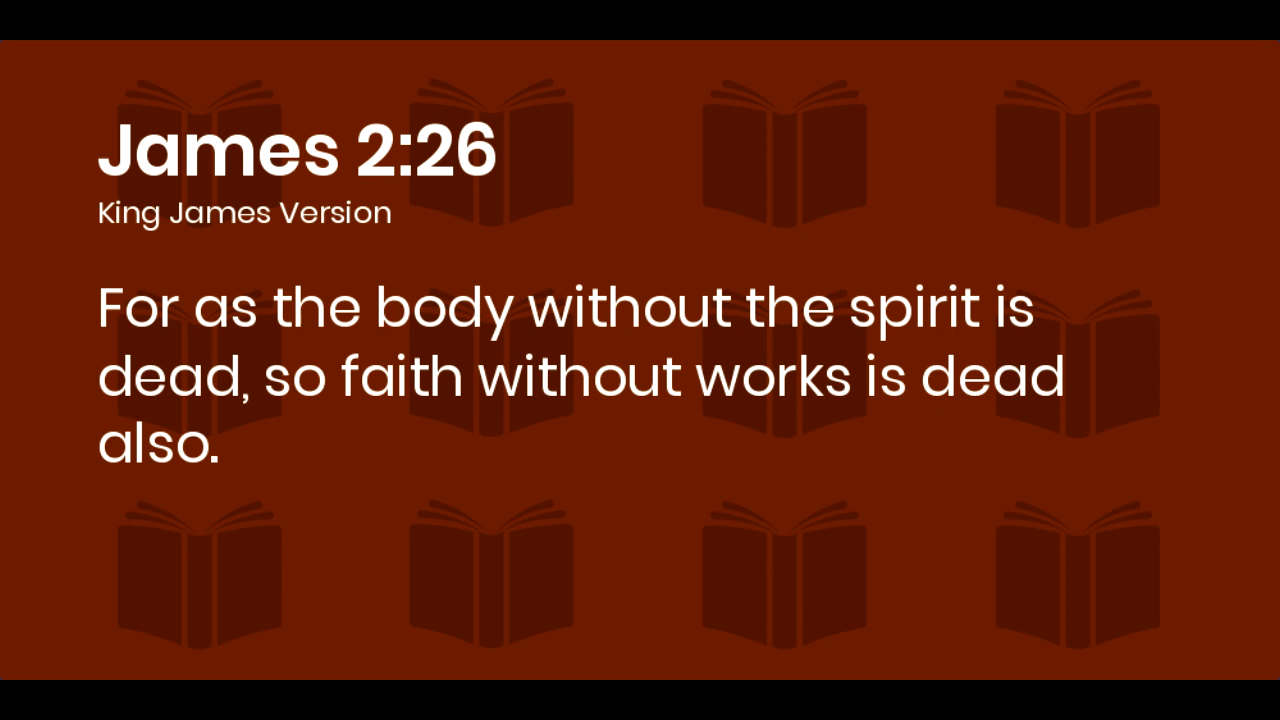 James 2:26
King James Version
For as the body without the spirit is
dead, so faith without works is dead
also.